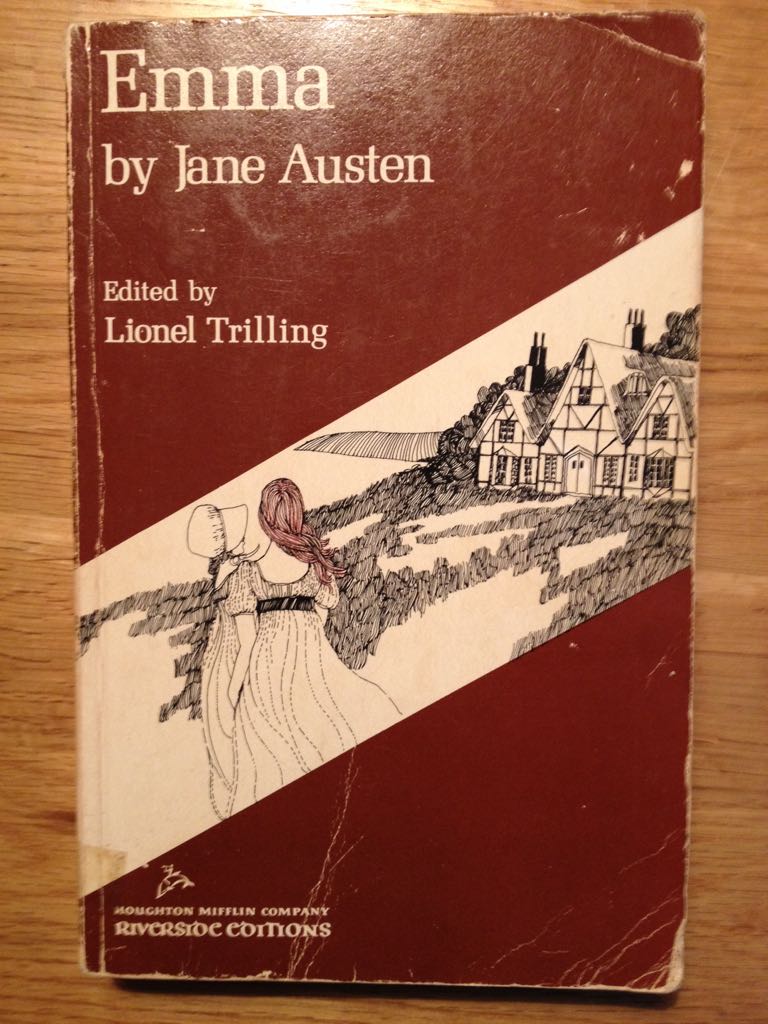 Emma
by Jane Austen
Edited by
Lionel Trilling
HOUGHTON MIFFLIN COMPANY
RIVERSIDE EDITIONS